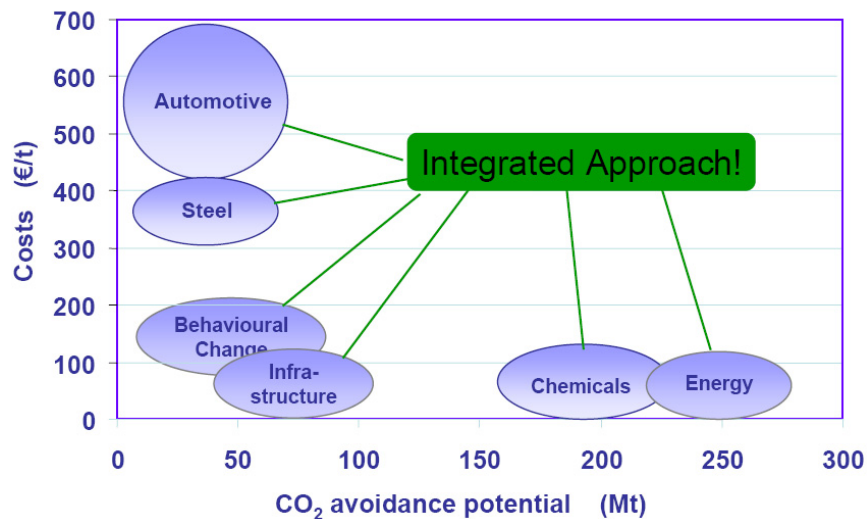 700
600
500
400
300
200
100
0
Costs (€/t)
Automotive
Integrated Approach!
Steel
Behavioural
Change
Infra-
structure
Chemicals
Energy
0 50 100 150 200 250 300
CO₂ avoidance potential (Mt)